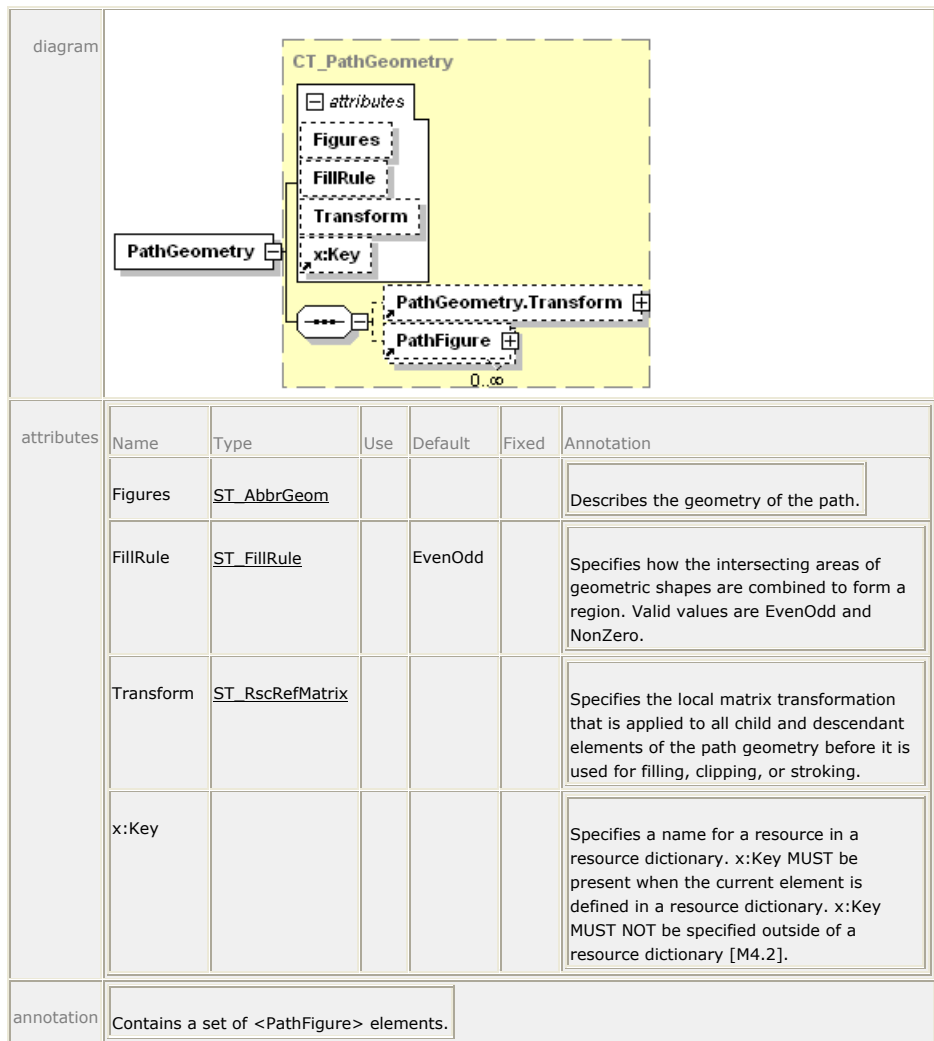 diagram
CT_PathGeometry
attributes
Figures
FillRule
Transform
x:Key
PathGeometry
PathGeometry.Transform
PathFigure
0..∞
attributes
Name Type Use Default Fixed Annotation
Figures ST_AbbrGeom Describes the geometry of the path.
FillRule ST_FillRule EvenOdd Specifies how the intersecting areas of
geometric shapes are combined to form a
region. Valid values are EvenOdd and
NonZero.
Transform ST_RscRefMatrix Specifies the local matrix transformation
that is applied to all child and descendant
elements of the path geometry before it is
used for filling, clipping, or stroking.
x:Key Specifies a name for a resource in a
resource dictionary. x:Key MUST be
present when the current element is
defined in a resource dictionary. x:Key
MUST NOT be specified outside of a
resource dictionary [M4.2].
annotation Contains a set of <PathFigure> elements.